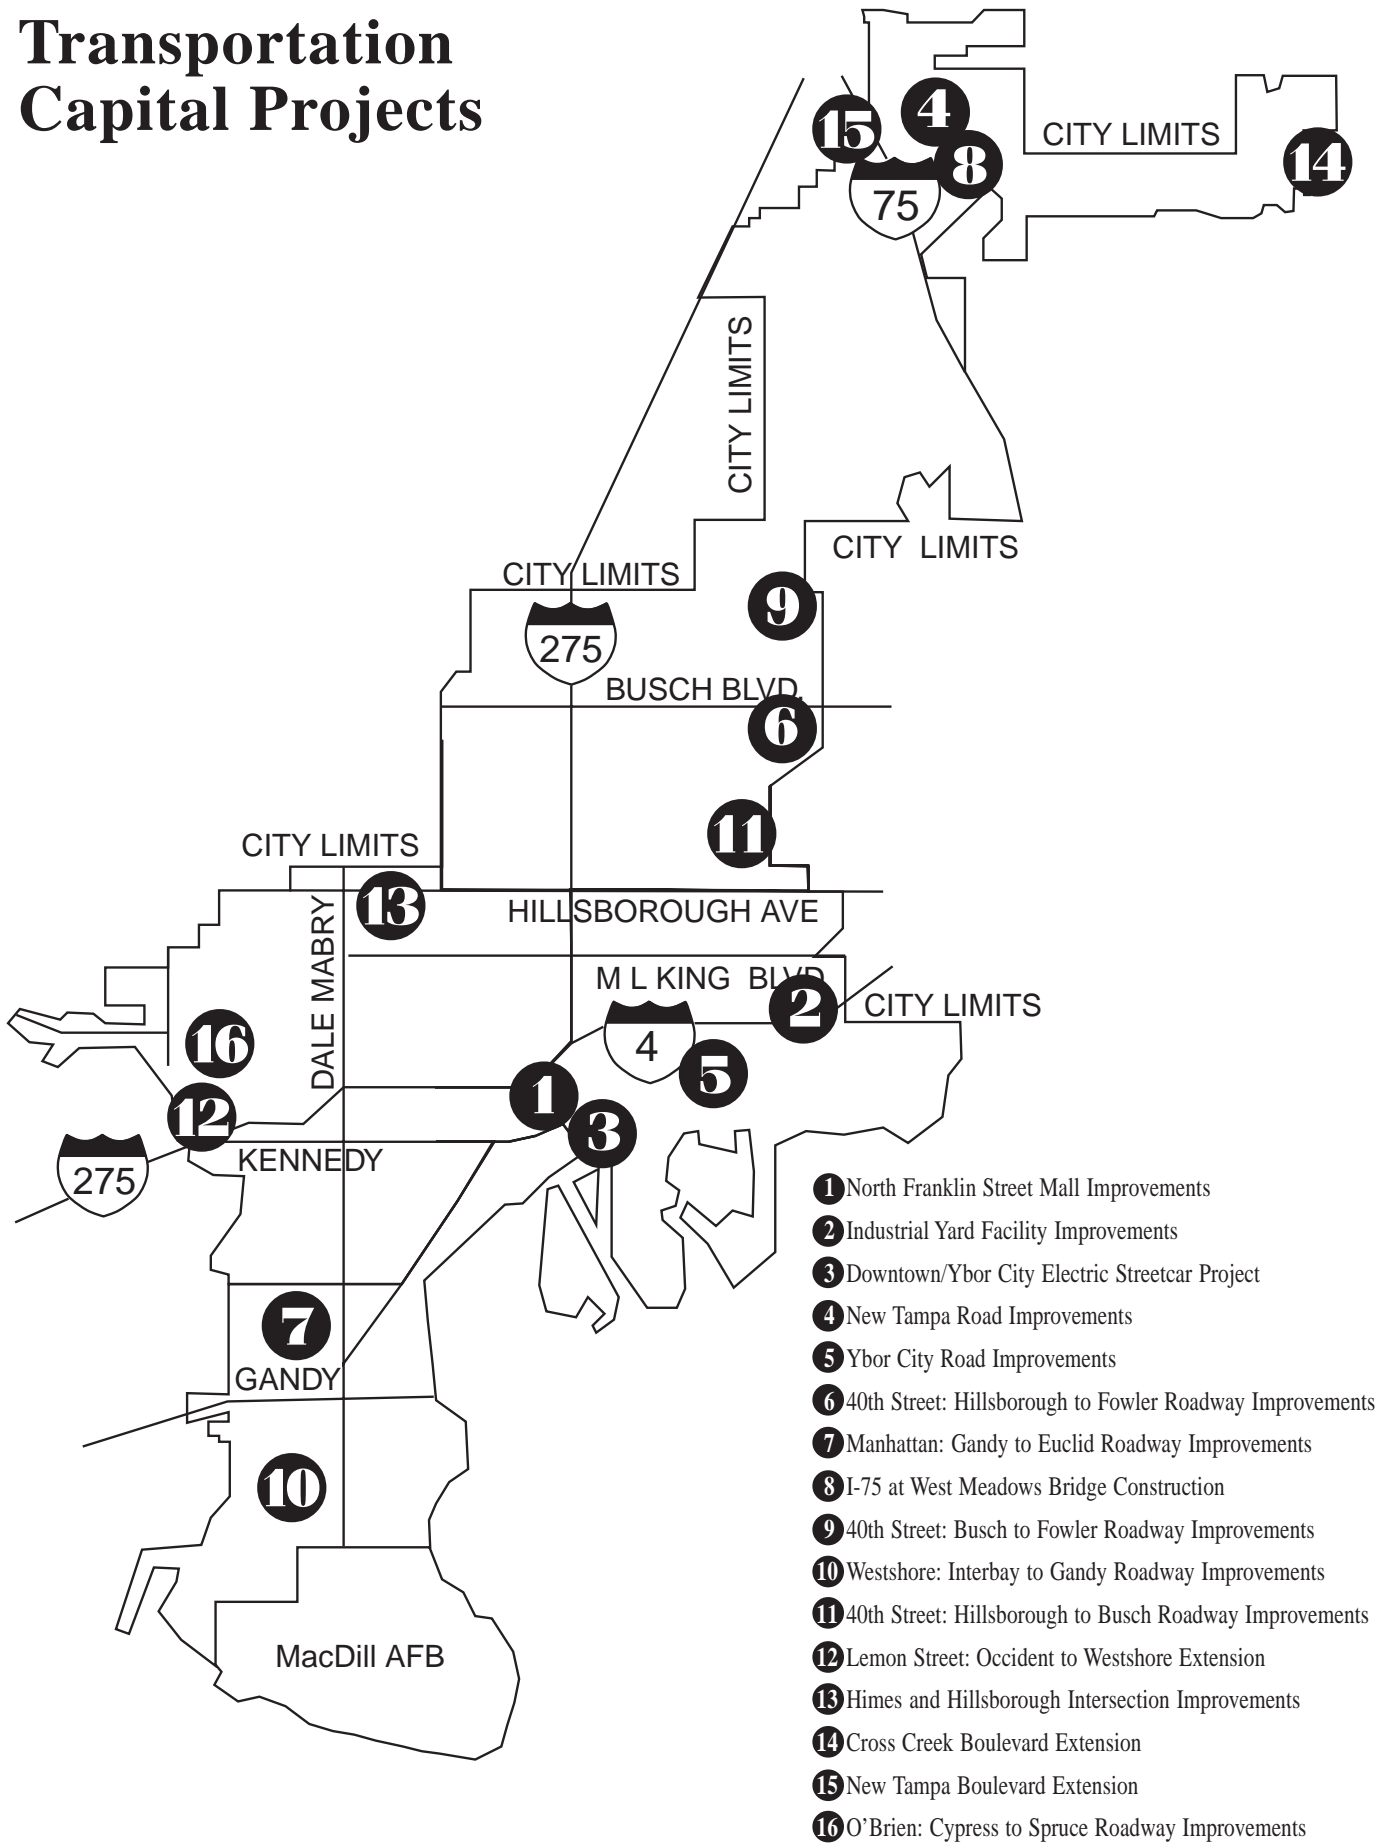 Transportation
Capital Projects
15
4
8
CITY LIMITS
14
75
CITY LIMITS
CITY LIMITS
CITY LIMITS
9
275
BUSCH BLVD.
6
11
CITY LIMITS
13
HILLSBOROUGH AVE
DALE MABRY
M L KING BLVD
2
CITY LIMITS
16
4
5
1
12
3
KENNEDY
275
7
GANDY
10
MacDill AFB
1 North Franklin Street Mall Improvements
2 Industrial Yard Facility Improvements
3 Downtown/Ybor City Electric Streetcar Project
4 New Tampa Road Improvements
5 Ybor City Road Improvements
6 40th Street: Hillsborough to Fowler Roadway Improvements
7 Manhattan: Gandy to Euclid Roadway Improvements
8 I-75 at West Meadows Bridge Construction
9 40th Street: Busch to Fowler Roadway Improvements
10 Westshore: Interbay to Gandy Roadway Improvements
11 40th Street: Hillsborough to Busch Roadway Improvements
12 Lemon Street: Occident to Westshore Extension
13 Himes and Hillsborough Intersection Improvements
14 Cross Creek Boulevard Extension
15 New Tampa Boulevard Extension
16 O’Brien: Cypress to Spruce Roadway Improvements